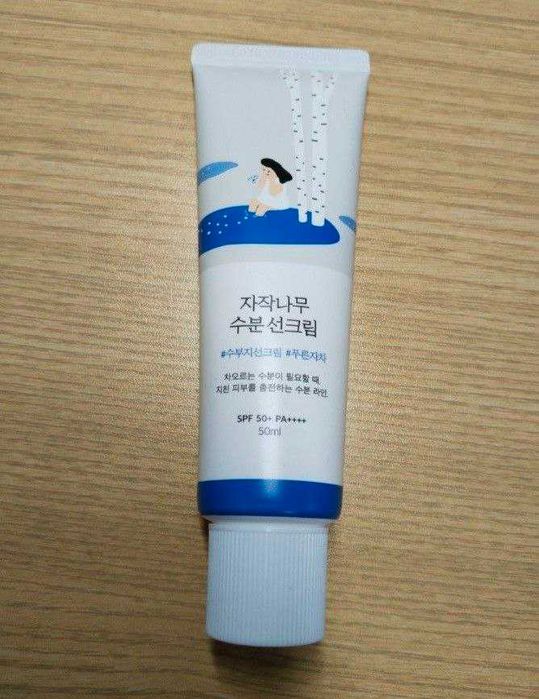 자작나무
수분 선크림
#수부지선크림 #푸른자차
차오르는 수분이 필요할 때,
지친 피부를 충전하는 수분 라인.
SPF 50+ PA++++
50ml